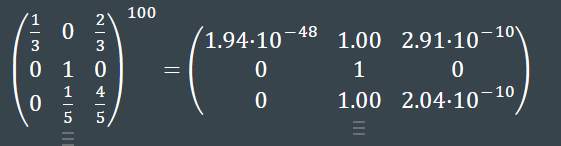 (1/3 0 2/3)^100 (1.94·10^−48 1.00 2.91·10^−10)
(0 1 0) = (0 1 0)
(0 1/5 4/5) (0 1.00 2.04·10^−10)